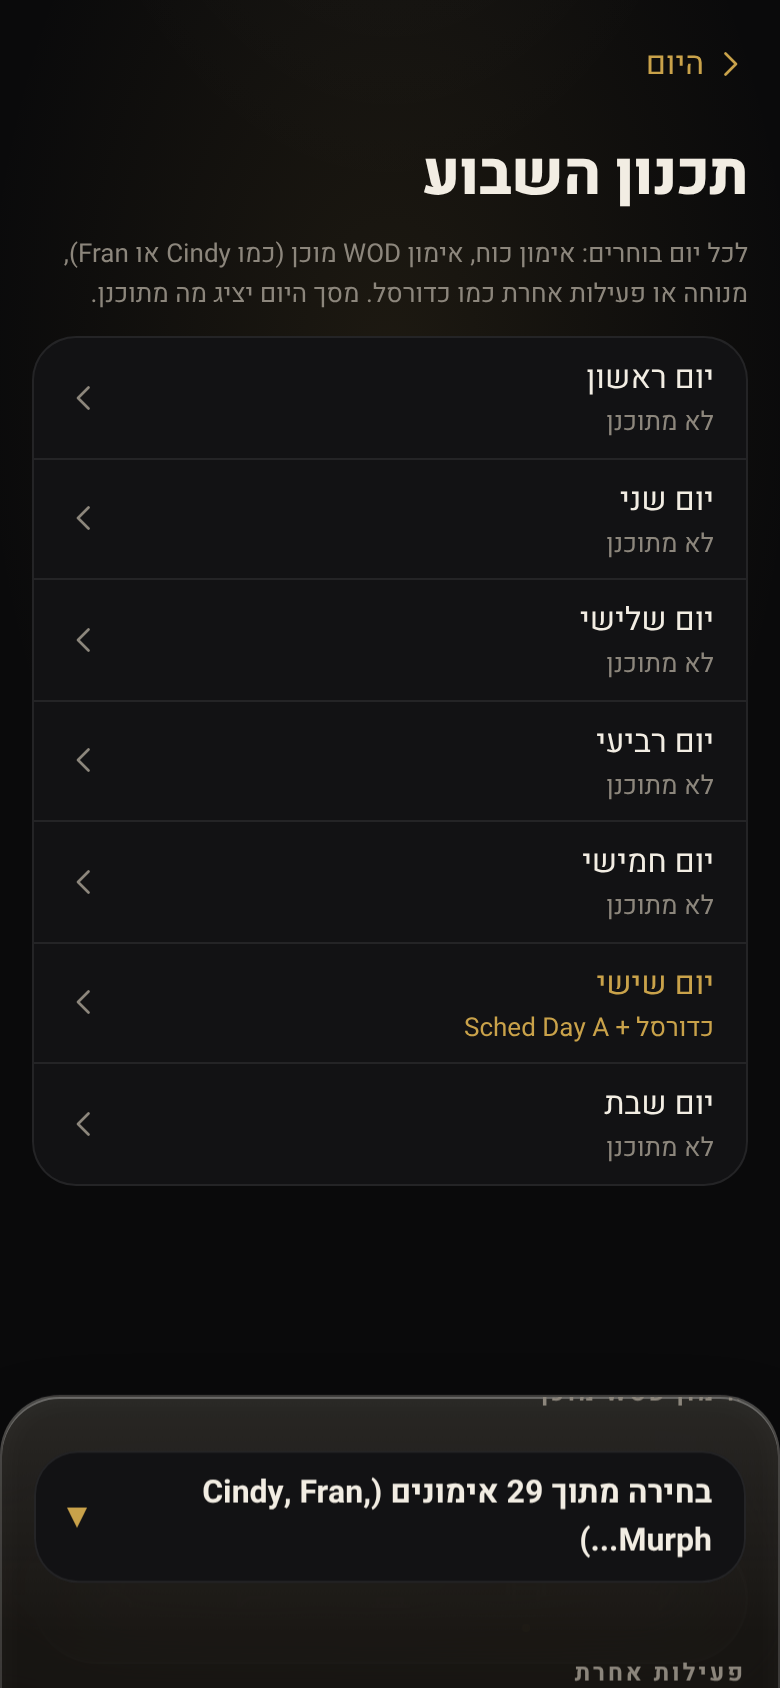 היום
תכנון השבוע
לכל יום בוחרים: אימון כוח, אימון WOD מוכן (כמו Cindy או Fran),
מנוחה או פעילות אחרת כמו כדורסל. מסך היום יציג מה מתוכנן.
יום ראשון
לא מתוכנן
יום שני
לא מתוכנן
יום שלישי
לא מתוכנן
יום רביעי
לא מתוכנן
יום חמישי
לא מתוכנן
יום שישי
כדורסל + Sched Day A
יום שבת
לא מתוכנן
בחירה מתוך 29 אימונים (Cindy, Fran,
Murph...)
פעילות אחרת